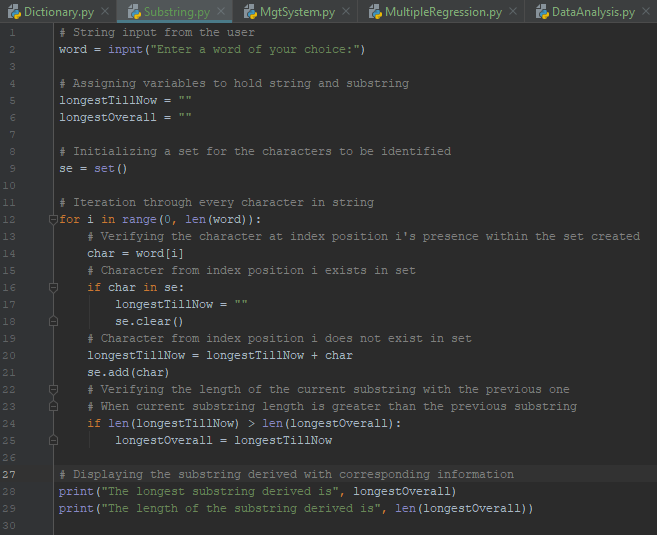 Dictionary.py × Substring.py × MgtSystem.py × MultipleRegression.py × DataAnalysis.py ×
1 # String input from the user
2 word = input("Enter a word of your choice:")
3
4 # Assigning variables to hold string and substring
5 longestTillNow = ""
6 longestOverall = ""
7
8 # Initializing a set for the characters to be identified
9 se = set()
10
11 # Iteration through every character in string
12 for i in range(0, len(word)):
13 # Verifying the character at index position i's presence within the set created
14 char = word[i]
15 # Character from index position i exists in set
16 if char in se:
17 longestTillNow = ""
18 se.clear()
19 # Character from index position i does not exist in set
20 longestTillNow = longestTillNow + char
21 se.add(char)
22 # Verifying the length of the current substring with the previous one
23 # When current substring length is greater than the previous substring
24 if len(longestTillNow) > len(longestOverall):
25 longestOverall = longestTillNow
26
27 # Displaying the substring derived with corresponding information
28 print("The longest substring derived is", longestOverall)
29 print("The length of the substring derived is", len(longestOverall))
30